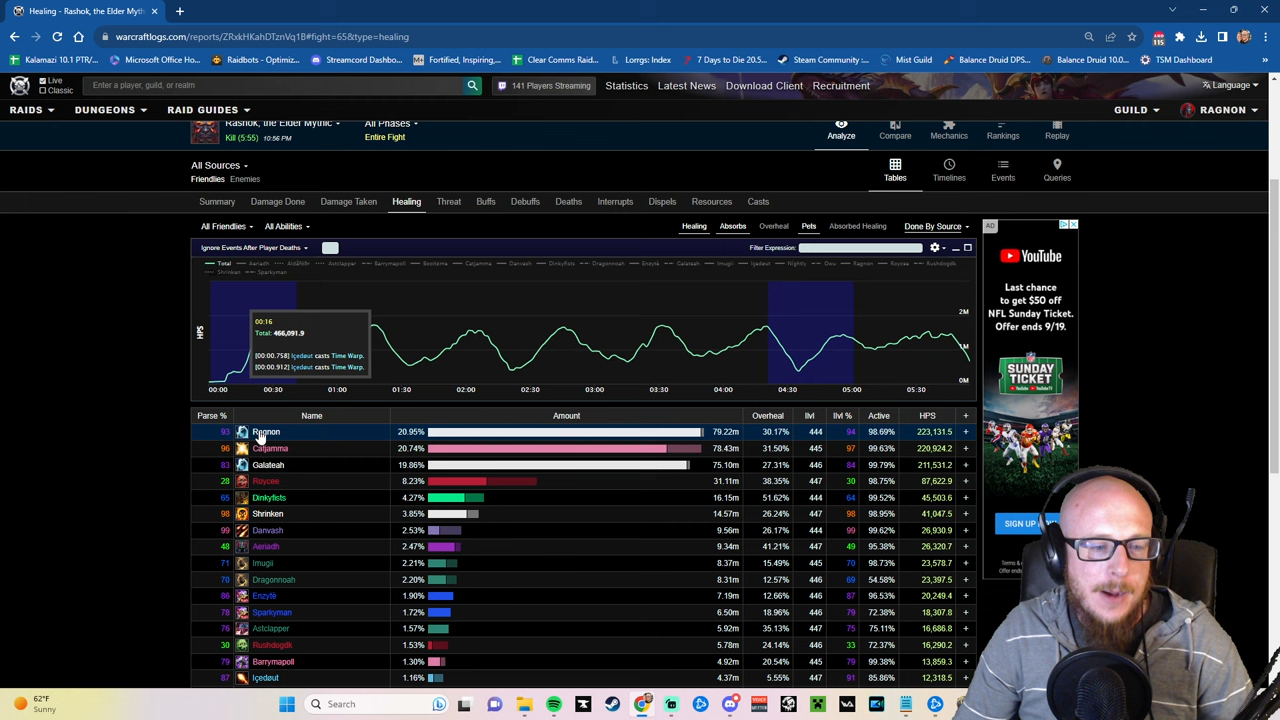 Healing - Rashok, the Elder Myth
warcraftlogs.com/reports/ZRxkHKahDTznVq1B#fight=65&type=healing
Kalamazi 10.1 PTR/...
Microsoft Office Ho...
Raidbots - Optimizi...
Streamcord Dashbo...
Fortified, Inspiring,...
Clear Comms Raid...
Lorrgs: Index
7 Days to Die 20.5...
Steam Community :...
Mist Guild
Balance Druid 10.0...
TSM Dashboard
Live
Classic
Enter a player, guild, or realm
141 Players Streaming
Statistics
Latest News
Download Client
Recruitment
Language
RAIDS
DUNGEONS
RAID GUIDES
GUILD
RAGNON
Rashok, the Elder Mythic
Kill (5:55) 10:56 PM
All Phases
Entire Fight
Analyze
Compare
Mechanics
Rankings
Replay
All Sources
Friendlies Enemies
Tables
Timelines
Events
Queries
Summary
Damage Done
Damage Taken
Healing
Threat
Buffs
Debuffs
Deaths
Interrupts
Dispels
Resources
Casts
All Friendlies
All Abilities
Healing
Absorbs
Overheal
Pets
Absorbed Healing
Done By Source
Ignore Events After Player Deaths
Filter Expression:
Total
HPS
2M
1M
0M
00:16
Total: 466,091.9
[00:00.758] Içedøut casts Time Warp.
[00:00.912] Içedøut casts Time Warp.
00:00 00:30 01:00 01:30 02:00 02:30 03:00 03:30 04:00 04:30 05:00 05:30
Parse % Name Amount Overheal Ilvl Ilvl % Active HPS +
93 Ragnon 20.95% 79.22m 30.17% 444 94 98.69% 223,131.5 +
96 Catjamma 20.74% 78.43m 31.50% 445 97 99.63% 220,924.2 +
83 Galateah 19.86% 75.10m 27.31% 446 84 99.79% 211,531.2 +
28 Roycee 8.23% 31.11m 38.35% 447 30 98.75% 87,622.9 +
65 Dinkyfists 4.27% 16.15m 51.62% 444 64 99.52% 45,503.6 +
98 Shrinken 3.85% 14.57m 26.24% 447 98 98.95% 41,047.5 +
99 Danvash 2.53% 9.56m 26.17% 444 99 99.62% 26,930.9 +
48 Aeriadh 2.47% 9.34m 41.21% 447 49 95.38% 26,320.7 +
71 Imugii 2.21% 8.37m 15.49% 445 70 98.73% 23,578.7 +
70 Dragonnoah 2.20% 8.31m 12.57% 446 69 54.58% 23,397.5 +
86 Enzytè 1.90% 7.19m 12.66% 446 87 96.53% 20,249.4 +
78 Sparkyman 1.72% 6.50m 18.96% 446 79 72.38% 18,307.8 +
76 Astclapper 1.57% 5.92m 35.13% 447 75 75.11% 16,686.8 +
30 Rushdogdk 1.53% 5.78m 24.14% 446 33 72.37% 16,290.2 +
79 Barrymapoll 1.30% 4.92m 20.54% 445 79 99.38% 13,859.3 +
87 Içedøut 1.16% 4.37m 5.55% 447 91 85.86% 12,318.5 +
AD
YouTube
Last chance
to get $50 off
NFL Sunday Ticket.
Offer ends 9/19.
SUNDAY
TICKET
YouTubeTV
SIGN UP NOW
62°F
Sunny
Search